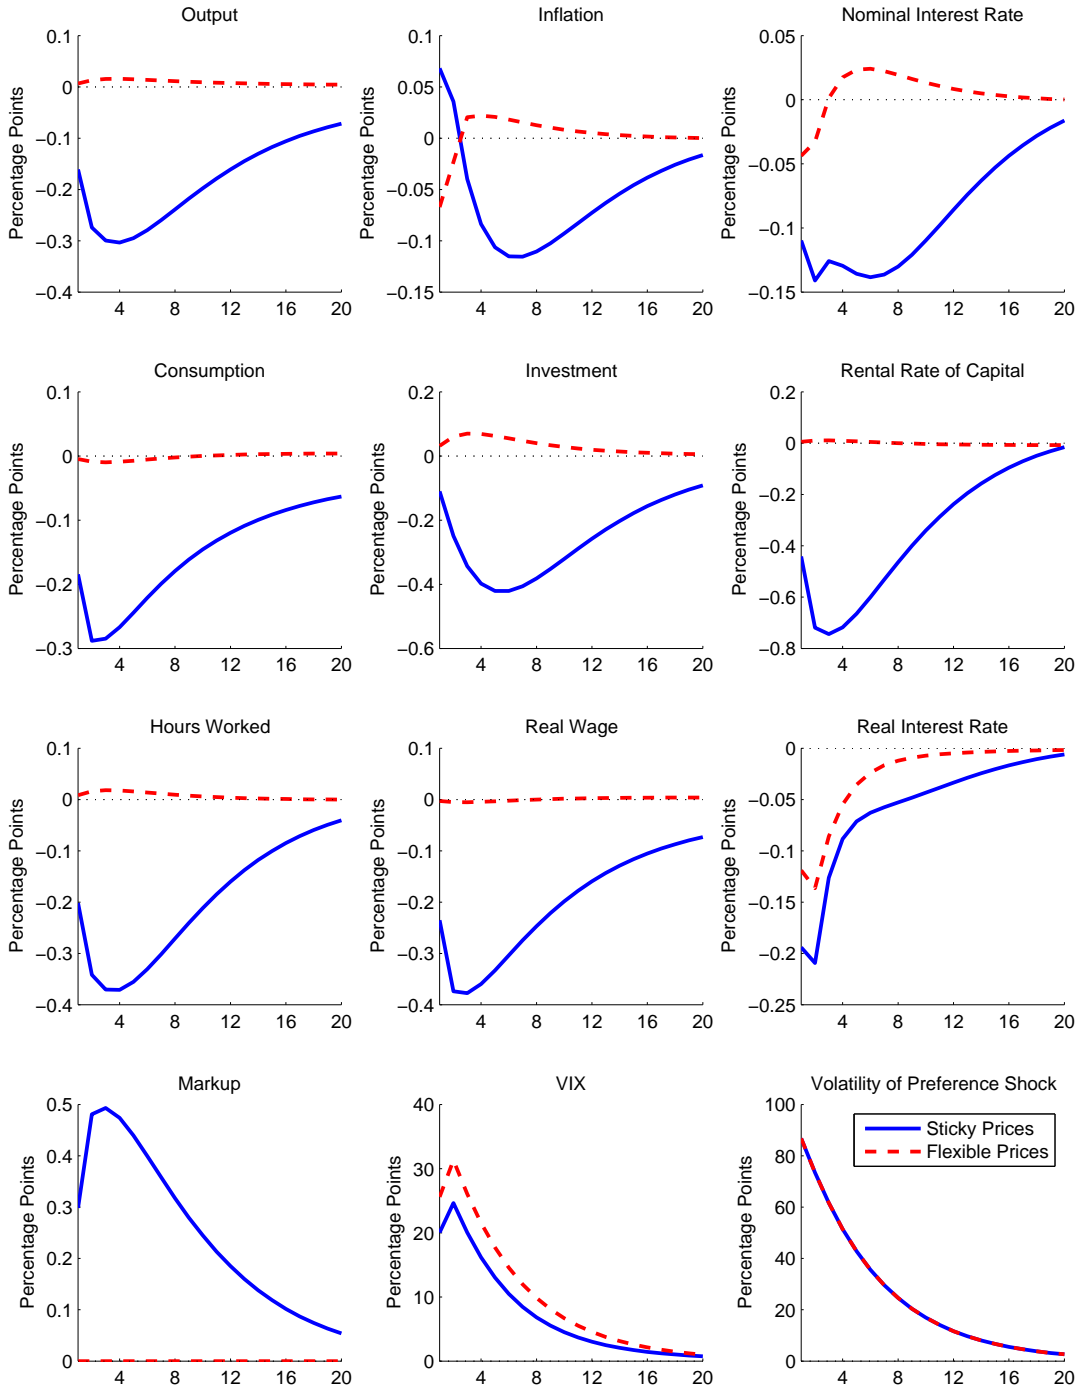 Output
Inflation
Nominal Interest Rate
Percentage Points
0.1
0
−0.1
−0.2
−0.3
−0.4
4 8 12 16 20
Percentage Points
0.1
0.05
0
−0.05
−0.1
−0.15
4 8 12 16 20
Percentage Points
0.05
0
−0.05
−0.1
−0.15
4 8 12 16 20
Consumption
Investment
Rental Rate of Capital
Percentage Points
0.1
0
−0.1
−0.2
−0.3
4 8 12 16 20
Percentage Points
0.2
0
−0.2
−0.4
−0.6
4 8 12 16 20
Percentage Points
0.2
0
−0.2
−0.4
−0.6
−0.8
4 8 12 16 20
Hours Worked
Real Wage
Real Interest Rate
Percentage Points
0.1
0
−0.1
−0.2
−0.3
−0.4
4 8 12 16 20
Percentage Points
0.1
0
−0.1
−0.2
−0.3
−0.4
4 8 12 16 20
Percentage Points
0
−0.05
−0.1
−0.15
−0.2
−0.25
4 8 12 16 20
Markup
VIX
Volatility of Preference Shock
Percentage Points
0.5
0.4
0.3
0.2
0.1
0
4 8 12 16 20
Percentage Points
40
30
20
10
0
4 8 12 16 20
Percentage Points
100
80
60
40
20
0
4 8 12 16 20
Sticky Prices
Flexible Prices